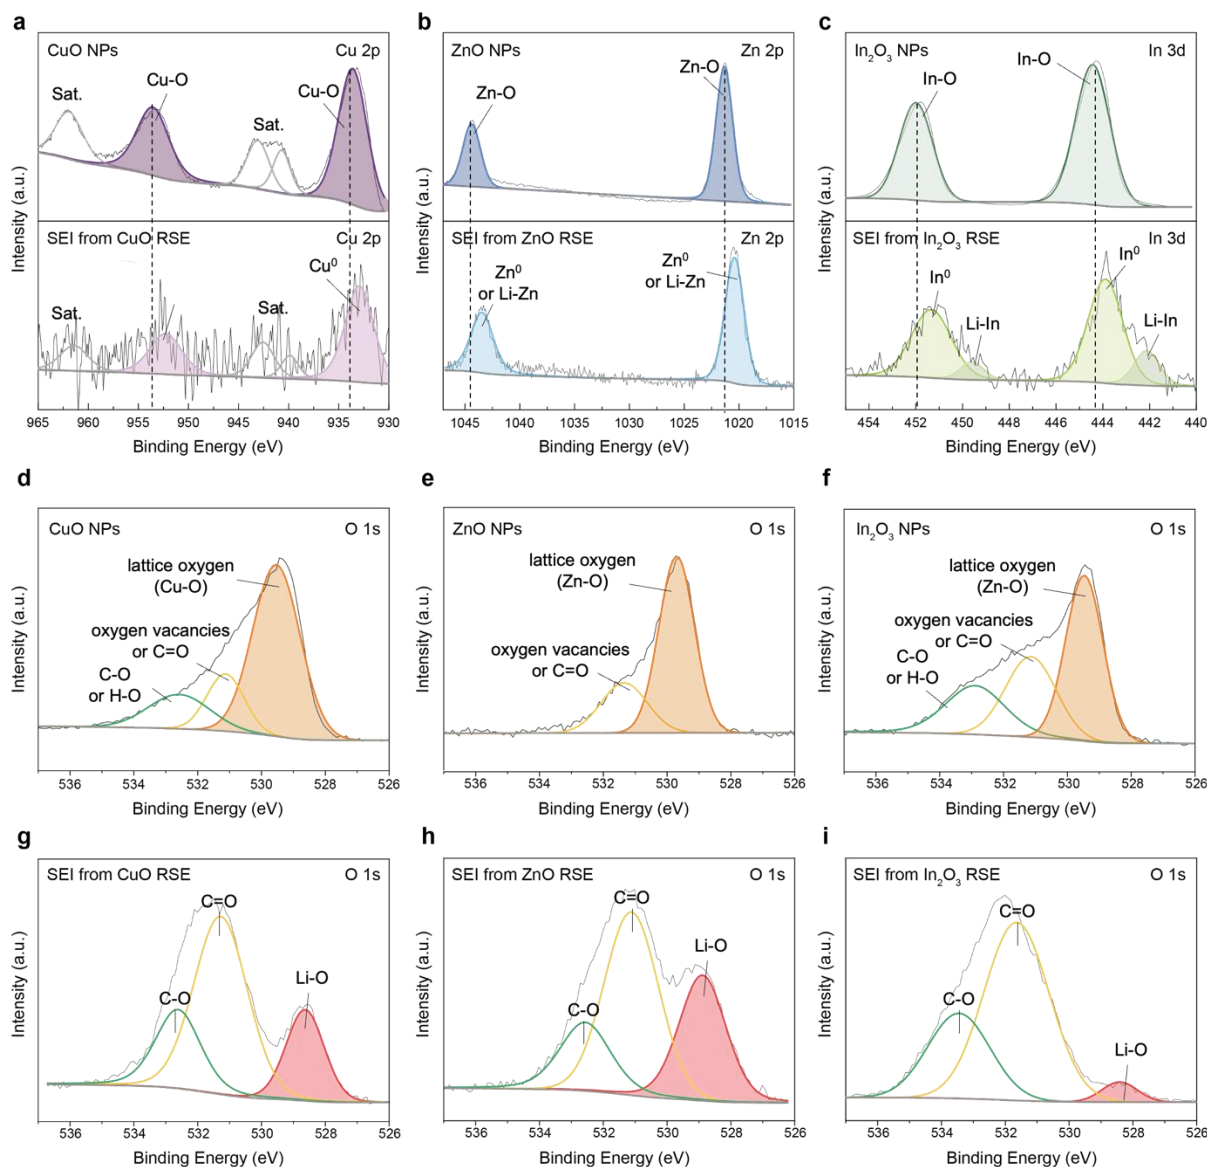 a
CuO NPs
Cu 2p
Sat.
Cu-O
Sat.
Cu-O
SEI from CuO RSE
Cu 2p
Sat.
Sat.
Cu⁰
Intensity (a.u.)
965 960 955 950 945 940 935 930
Binding Energy (eV)
b
ZnO NPs
Zn 2p
Zn-O
Zn-O
SEI from ZnO RSE
Zn 2p
Zn⁰
or Li-Zn
Zn⁰
or Li-Zn
Intensity (a.u.)
1045 1040 1035 1030 1025 1020 1015
Binding Energy (eV)
c
In₂O₃ NPs
In 3d
In-O
In-O
SEI from In₂O₃ RSE
In 3d
In⁰
Li-In
In⁰
Li-In
Intensity (a.u.)
454 452 450 448 446 444 442 440
Binding Energy (eV)
d
CuO NPs
O 1s
lattice oxygen
(Cu-O)
oxygen vacancies
or C=O
C-O
or H-O
Intensity (a.u.)
536 534 532 530 528 526
Binding Energy (eV)
e
ZnO NPs
O 1s
lattice oxygen
(Zn-O)
oxygen vacancies
or C=O
Intensity (a.u.)
536 534 532 530 528 526
Binding Energy (eV)
f
In₂O₃ NPs
O 1s
lattice oxygen
(Zn-O)
oxygen vacancies
or C=O
C-O
or H-O
Intensity (a.u.)
536 534 532 530 528 526
Binding Energy (eV)
g
SEI from CuO RSE
O 1s
C=O
C-O
Li-O
Intensity (a.u.)
536 534 532 530 528 526
Binding Energy (eV)
h
SEI from ZnO RSE
O 1s
C=O
C-O
Li-O
Intensity (a.u.)
536 534 532 530 528 526
Binding Energy (eV)
i
SEI from In₂O₃ RSE
O 1s
C=O
C-O
Li-O
Intensity (a.u.)
536 534 532 530 528 526
Binding Energy (eV)